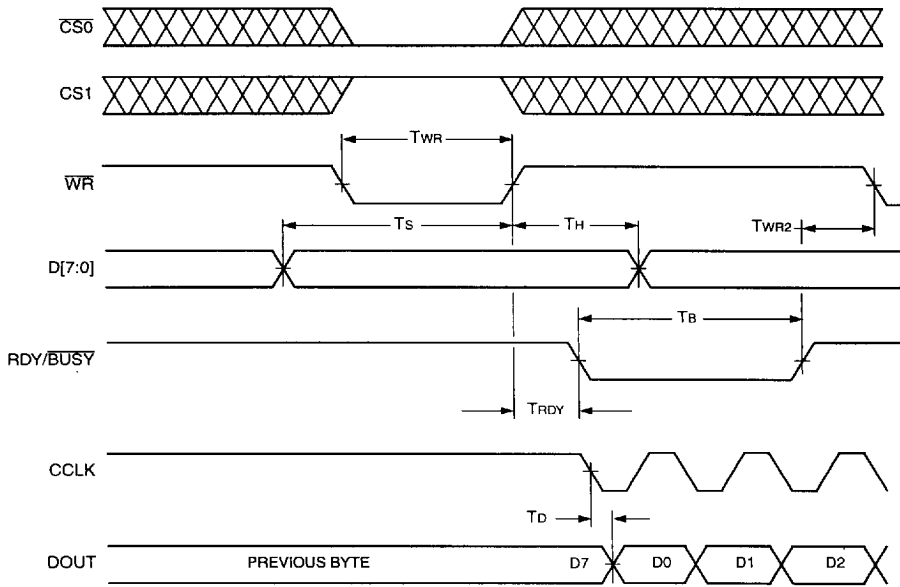 CS0
CS1
TWR
WR
TS
TH
TWR2
D[7:0]
TB
RDY/BUSY
TRDY
CCLK
TD
DOUT
PREVIOUS BYTE
D7
D0
D1
D2